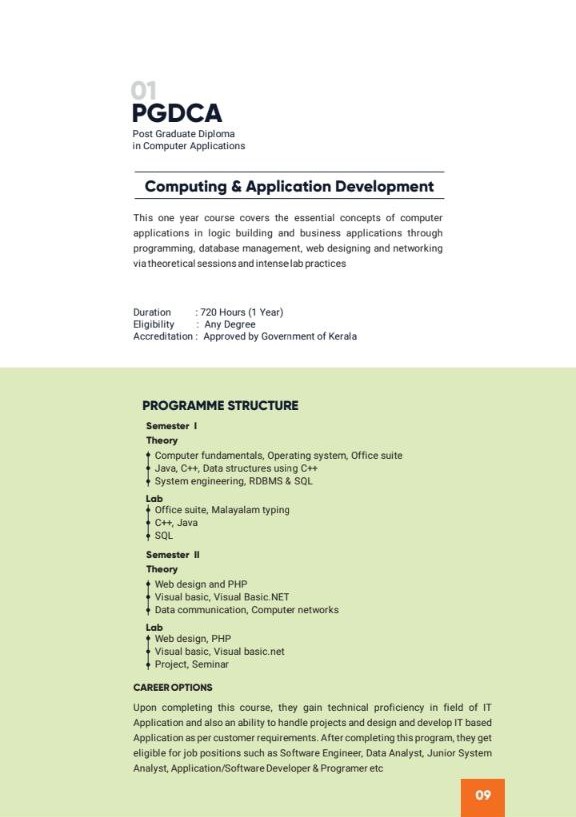 01
PGDCA
Post Graduate Diploma
in Computer Applications
Computing & Application Development
This one year course covers the essential concepts of computer
applications in logic building and business applications through
programming, database management, web designing and networking
via theoretical sessions and intense lab practices
Duration : 720 Hours (1 Year)
Eligibility : Any Degree
Accreditation : Approved by Government of Kerala
PROGRAMME STRUCTURE
Semester I
Theory
Computer fundamentals, Operating system, Office suite
Java, C++, Data structures using C++
System engineering, RDBMS & SQL
Lab
Office suite, Malayalam typing
C++, Java
SQL
Semester II
Theory
Web design and PHP
Visual basic, Visual Basic.NET
Data communication, Computer networks
Lab
Web design, PHP
Visual basic, Visual basic.net
Project, Seminar
CAREER OPTIONS
Upon completing this course, they gain technical proficiency in field of IT
Application and also an ability to handle projects and design and develop IT based
Application as per customer requirements. After completing this program, they get
eligible for job positions such as Software Engineer, Data Analyst, Junior System
Analyst, Application/Software Developer & Programer etc
09